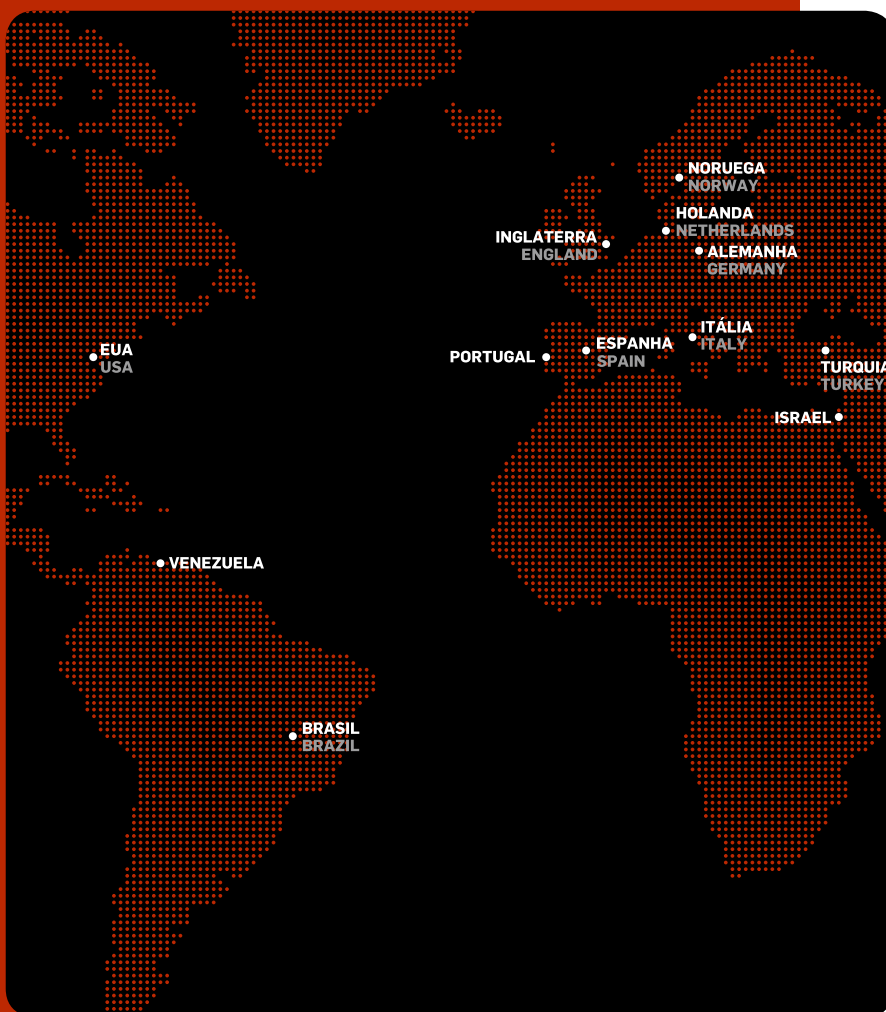 NORUEGA
NORWAY
HOLANDA
NETHERLANDS
INGLATERRA
ENGLAND
ALEMANHA
GERMANY
ITÁLIA
ITALY
EUA
USA
PORTUGAL
ESPANHA
SPAIN
TURQUIA
TURKEY
ISRAEL
VENEZUELA
BRASIL
BRAZIL